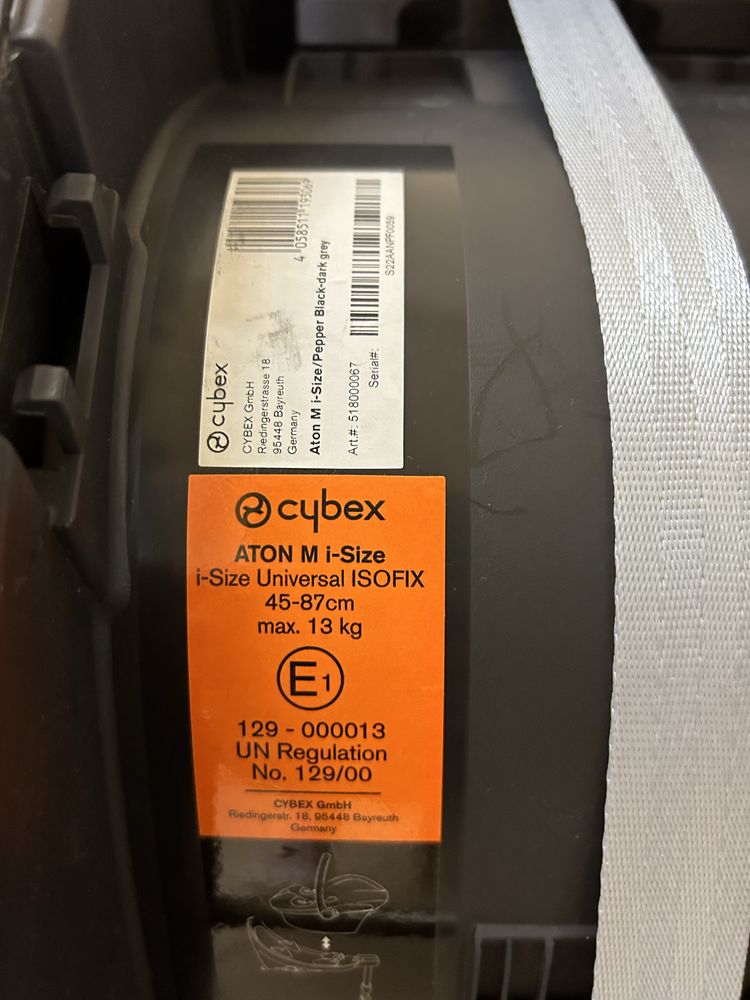 4 058511 193069
cybex
CYBEX GmbH
Riedingerstrasse 18
95448 Bayreuth
Germany
Aton M i-Size/Pepper Black-dark grey
Art.#: 518000067
Serial#:
S22AANPF0059
cybex
ATON M i-Size
i-Size Universal ISOFIX
45-87cm
max. 13 kg
E1
129 - 000013
UN Regulation
No. 129/00
CYBEX GmbH
Riedingerstr. 18, 95448 Bayreuth
Germany